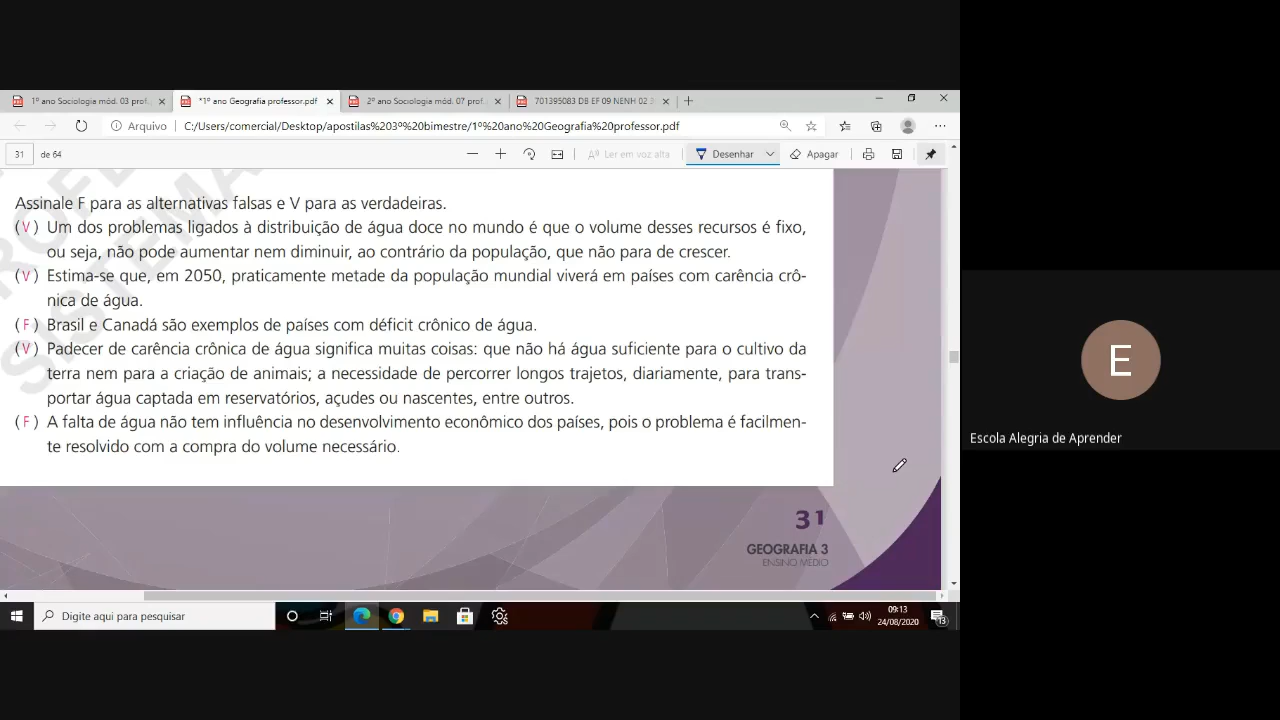 1º ano Sociologia mód. 03 prof.
*1º ano Geografia professor.pdf
2º ano Sociologia mód. 07 prof.
701395083 DB EF 09 NENH 02
Arquivo
C:/Users/comercial/Desktop/apostilas%203º%20bimestre/1º%20ano%20Geografia%20professor.pdf
31
de 64
Ler em voz alta
Desenhar
Apagar
SISTEMA
Assinale F para as alternativas falsas e V para as verdadeiras.
(V) Um dos problemas ligados à distribuição de água doce no mundo é que o volume desses recursos é fixo,
ou seja, não pode aumentar nem diminuir, ao contrário da população, que não para de crescer.
(V) Estima-se que, em 2050, praticamente metade da população mundial viverá em países com carência crô-
nica de água.
(F) Brasil e Canadá são exemplos de países com déficit crônico de água.
(V) Padecer de carência crônica de água significa muitas coisas: que não há água suficiente para o cultivo da
terra nem para a criação de animais; a necessidade de percorrer longos trajetos, diariamente, para trans-
portar água captada em reservatórios, açudes ou nascentes, entre outros.
(F) A falta de água não tem influência no desenvolvimento econômico dos países, pois o problema é facilmen-
te resolvido com a compra do volume necessário.
31
GEOGRAFIA 3
ENSINO MÉDIO
E
Escola Alegria de Aprender
Digite aqui para pesquisar
09:13
24/08/2020
13